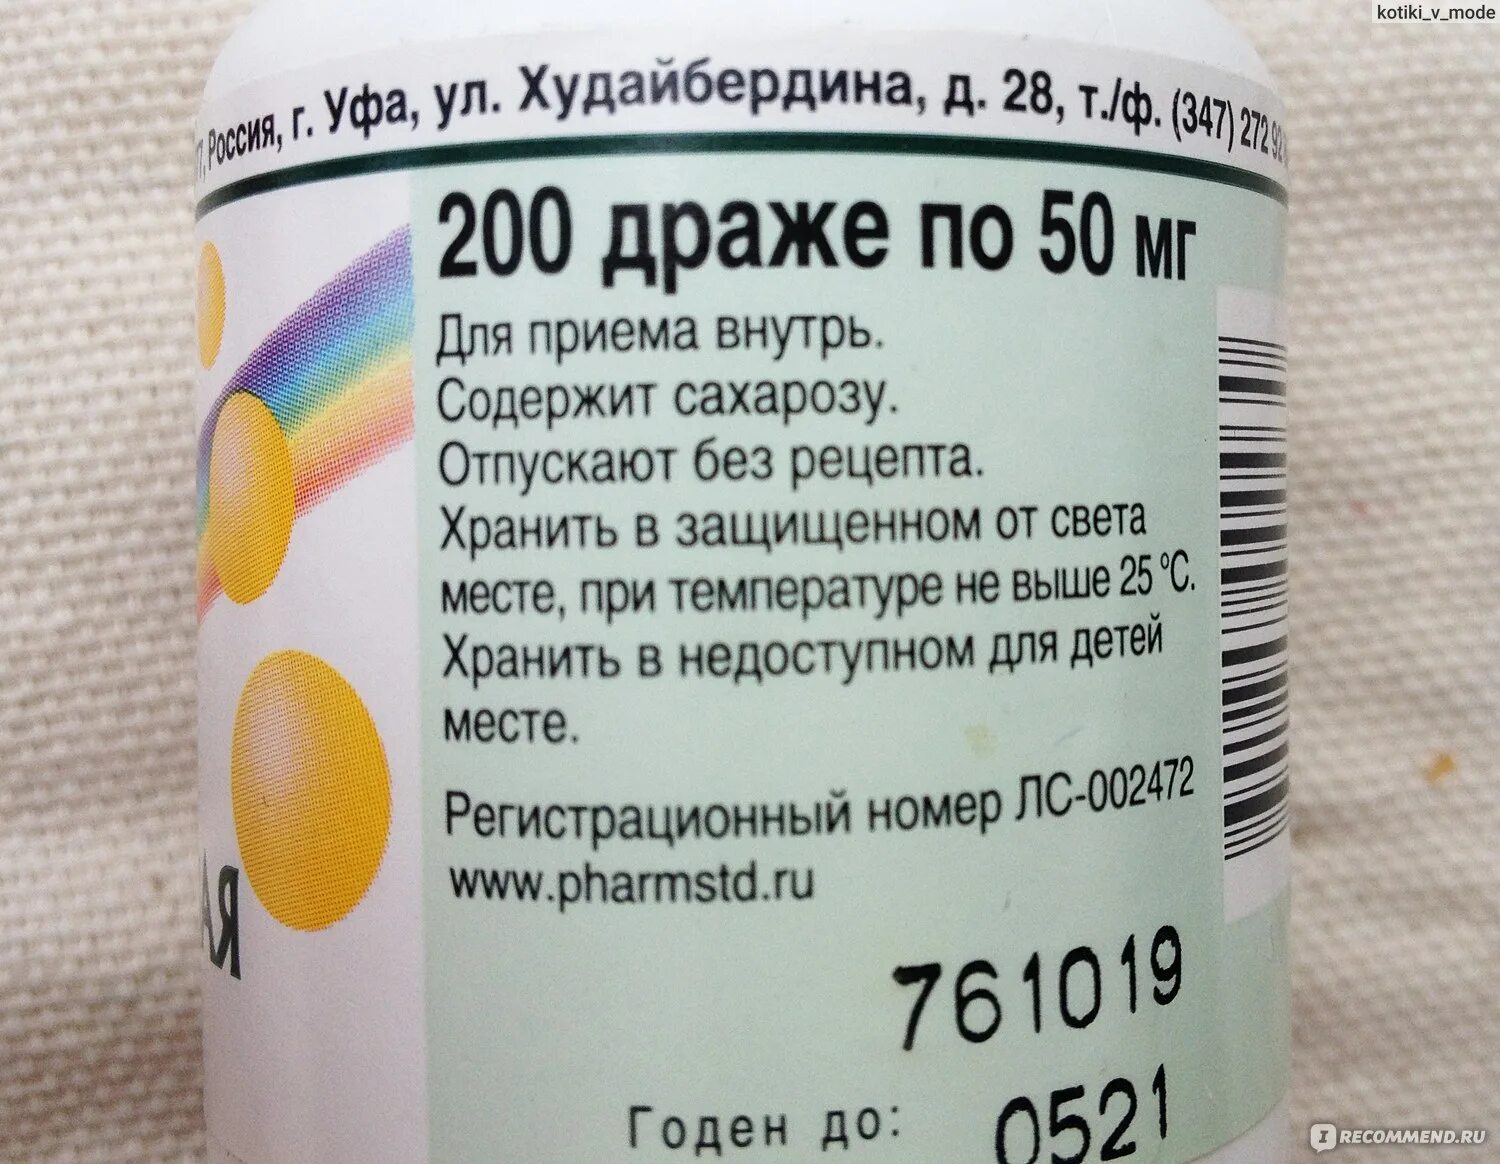 kotiki_v_mode
Россия, г. Уфа, ул. Худайбердина, д. 28, т./ф. (347) 272 92
200 драже по 50 мг
Для приема внутрь.
Содержит сахарозу.
Отпускают без рецепта.
Хранить в защищенном от света
месте, при температуре не выше 25 °С.
Хранить в недоступном для детей
месте.
Регистрационный номер ЛС-002472
www.pharmstd.ru
АЯ
761019
Годен до: 0521
IRECOMMEND.RU